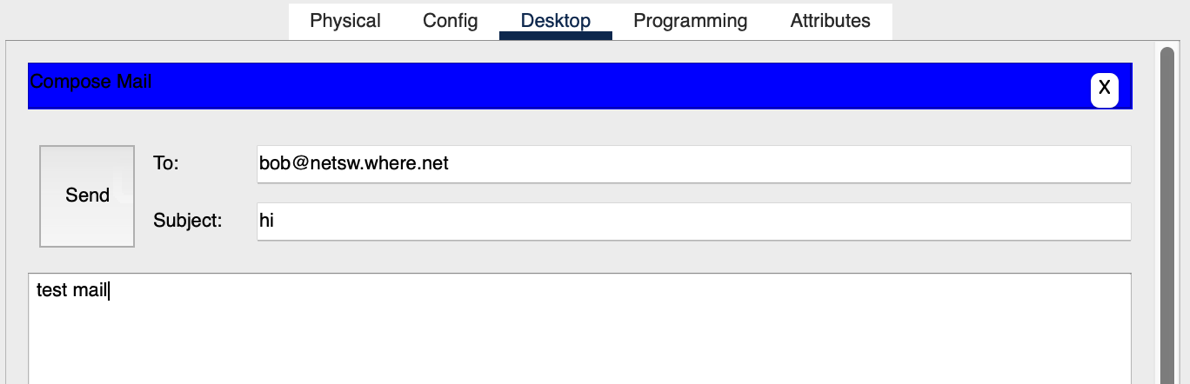 Physical Config Desktop Programming Attributes
Compose Mail X
Send
To: bob@netsw.where.net
Subject: hi
test mail